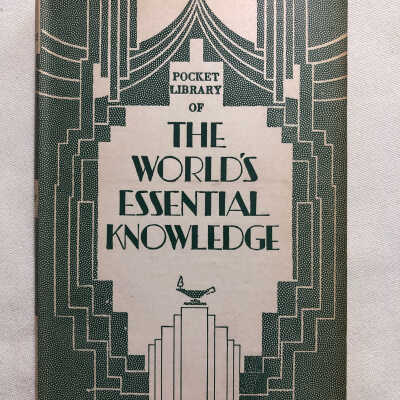 POCKET
LIBRARY
OF
THE
WORLD'S
ESSENTIAL
KNOWLEDGE